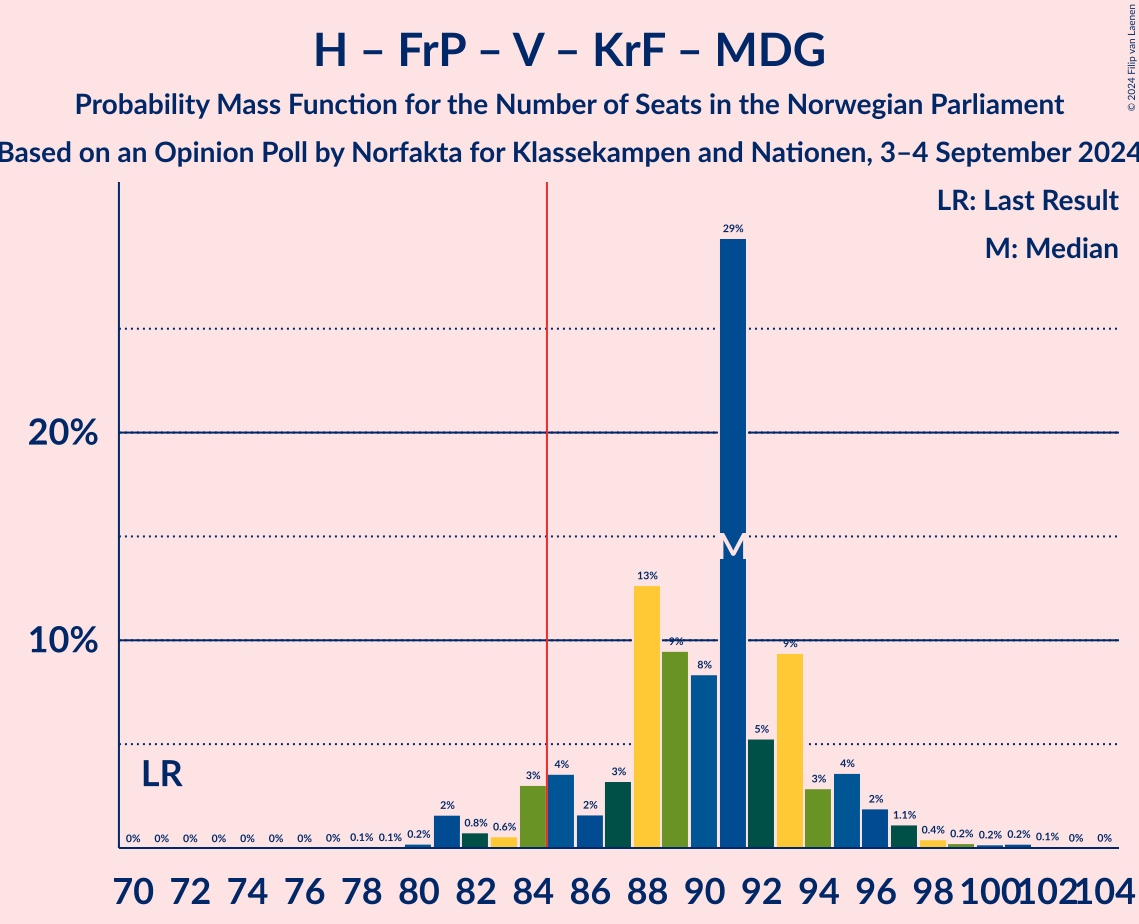 H – FrP – V – KrF – MDG
Probability Mass Function for the Number of Seats in the Norwegian Parliament
Based on an Opinion Poll by Norfakta for Klassekampen and Nationen, 3–4 September 2024
© 2024 Filip van Laenen
LR: Last Result
M: Median
29%
20%
M
13%
10%
9% 9%
8%
5%
LR
3% 4% 2% 3% 3% 4% 2%
0% 0% 0% 0% 0% 0% 0% 0% 0.1% 0.1% 0.2% 2% 0.8% 0.6% 1.1% 0.4% 0.2% 0.2% 0.2% 0.1% 0% 0%
70 72 74 76 78 80 82 84 86 88 90 92 94 96 98 100 102 104